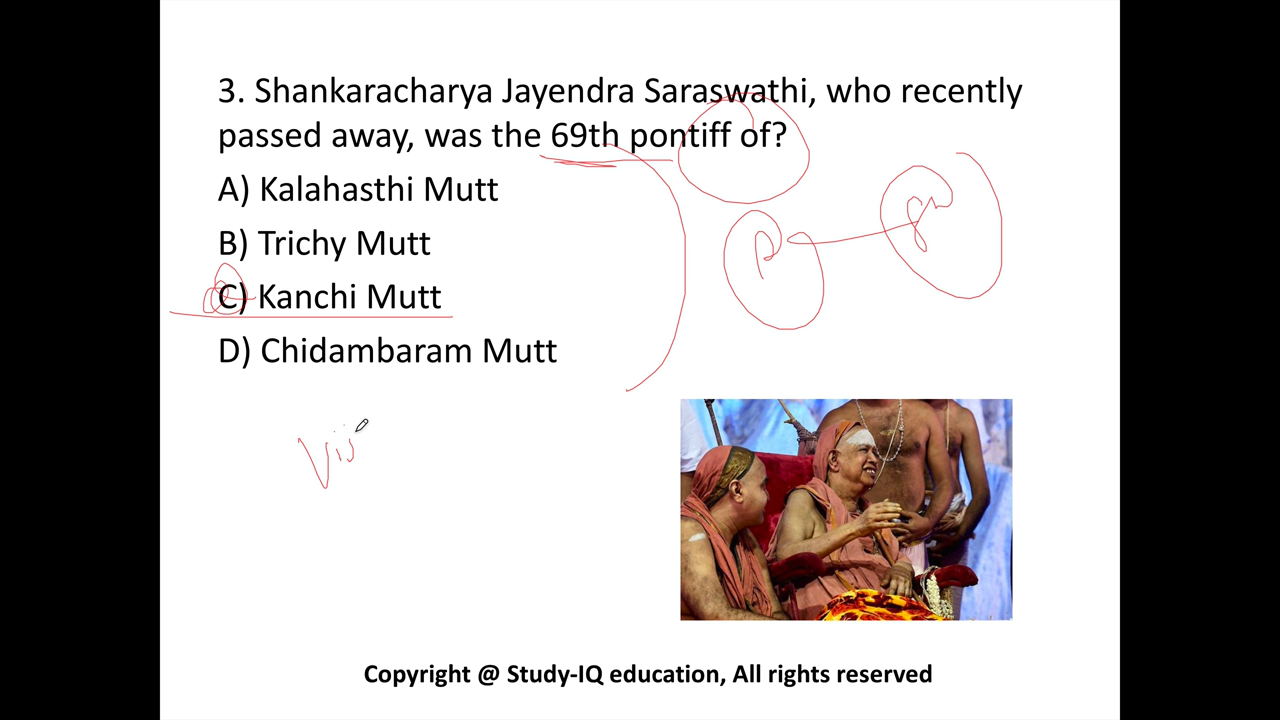 3. Shankaracharya Jayendra Saraswathi, who recently
passed away, was the 69th pontiff of?
A) Kalahasthi Mutt
B) Trichy Mutt
C) Kanchi Mutt
D) Chidambaram Mutt
Vij
Copyright @ Study-IQ education, All rights reserved